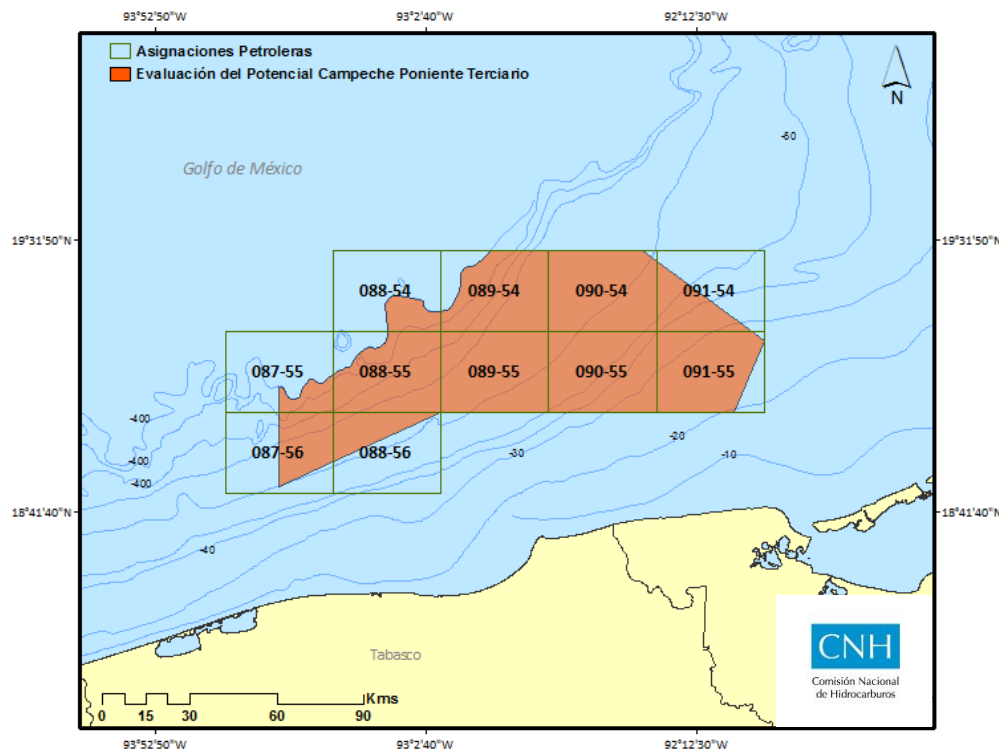 93°52'50"W 93°2'40"W 92°12'30"W
Asignaciones Petroleras
Evaluación del Potencial Campeche Poniente Terciario
N
-60
Golfo de México
19°31'50"N 19°31'50"N
088-54 089-54 090-54 091-54
087-55 088-55 089-55 090-55 091-55
-400
-20
087-56 088-56 -30 -10
-400
-400
18°41'40"N 18°41'40"N
-40
Tabasco
CNH
Comisión Nacional
de Hidrocarburos
Kms
0 15 30 60 90
93°52'50"W 93°2'40"W 92°12'30"W